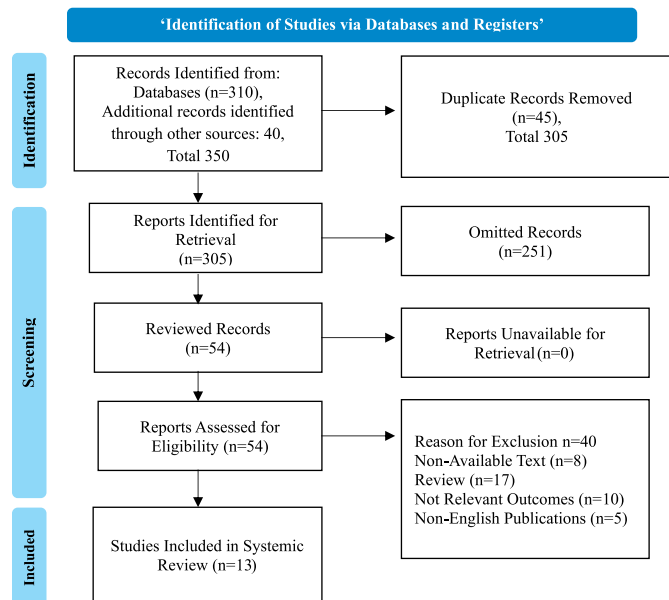 ‘Identification of Studies via Databases and Registers’
Identification
Records Identified from:
Databases (n=310),
Additional records identified
through other sources: 40,
Total 350
Duplicate Records Removed
(n=45),
Total 305
Screening
Reports Identified for
Retrieval
(n=305)
Omitted Records
(n=251)
Reviewed Records
(n=54)
Reports Unavailable for
Retrieval (n=0)
Reports Assessed for
Eligibility (n=54)
Reason for Exclusion n=40
Non-Available Text (n=8)
Review (n=17)
Not Relevant Outcomes (n=10)
Non-English Publications (n=5)
Included
Studies Included in Systemic
Review (n=13)